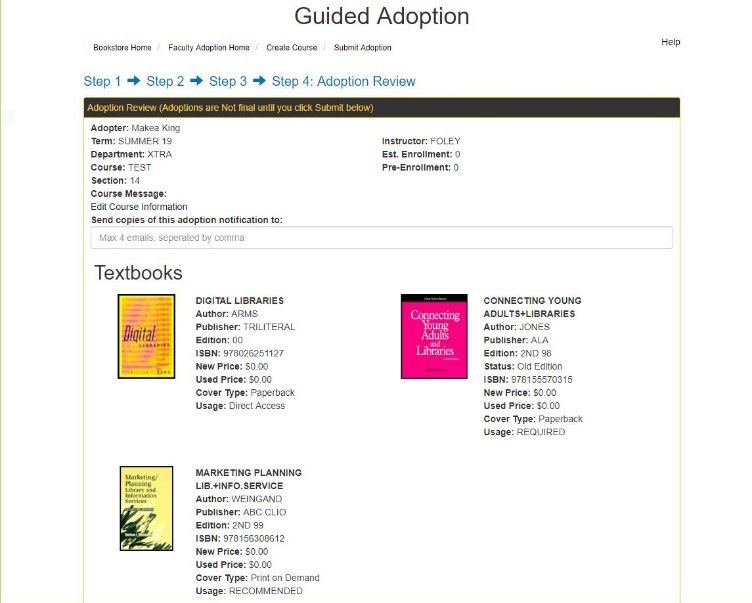 Guided Adoption
Bookstore Home / Faculty Adoption Home / Create Course / Submit Adoption
Help
Step 1 ➔ Step 2 ➔ Step 3 ➔ Step 4: Adoption Review
Adoption Review (Adoptions are Not final until you click Submit below)
Adopter: Makea King
Term: SUMMER 19
Department: XTRA
Course: TEST
Section: 14
Course Message:
Instructor: FOLEY
Est. Enrollment: 0
Pre-Enrollment: 0
Edit Course Information
Send copies of this adoption notification to:
Max 4 emails, seperated by comma
Textbooks
Digital
LIBRARIES
DIGITAL LIBRARIES
Author: ARMS
Publisher: TRILITERAL
Edition: 00
ISBN: 978026251127
New Price: $0.00
Used Price: $0.00
Cover Type: Paperback
Usage: Direct Access
Connecting
Young
Adults
and
Libraries
CONNECTING YOUNG
ADULTS+LIBRARIES
Author: JONES
Publisher: ALA
Edition: 2ND 98
Status: Old Edition
ISBN: 978155570315
New Price: $0.00
Used Price: $0.00
Cover Type: Paperback
Usage: REQUIRED
Marketing/
Planning
Library and
Information
Services
MARKETING PLANNING
LIB.+INFO.SERVICE
Author: WEINGAND
Publisher: ABC CLIO
Edition: 2ND 99
ISBN: 978156308612
New Price: $0.00
Used Price: $0.00
Cover Type: Print on Demand
Usage: RECOMMENDED